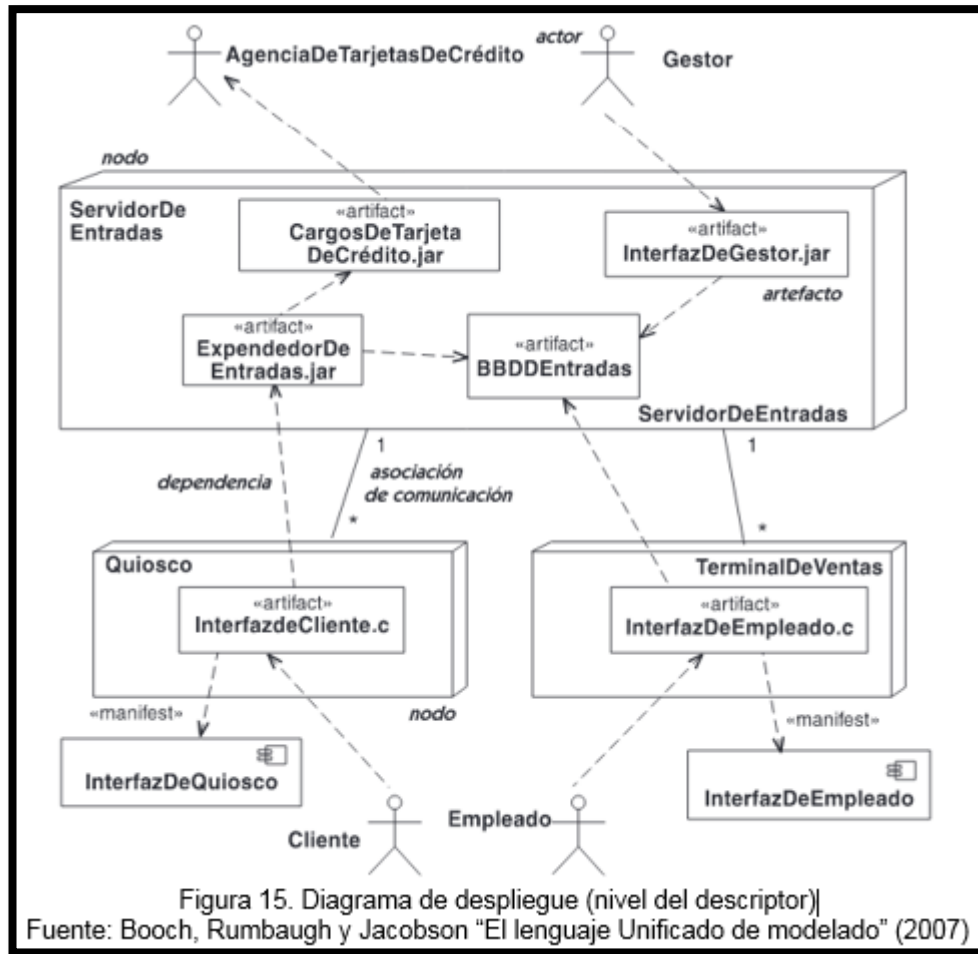 actor
AgenciaDeTarjetasDeCrédito
Gestor
nodo
ServidorDe
Entradas
«artifact»
CargosDeTarjeta
DeCrédito.jar
«artifact»
InterfazDeGestor.jar
artefacto
«artifact»
ExpendedorDe
Entradas.jar
«artifact»
BBDDEntradas
ServidorDeEntradas
1
asociación
de comunicación
*
1
*
dependencia
Quiosco
«artifact»
InterfazdeCliente.c
nodo
TerminalDeVentas
«artifact»
InterfazDeEmpleado.c
«manifest»
InterfazDeQuiosco
«manifest»
InterfazDeEmpleado
Cliente
Empleado
Figura 15. Diagrama de despliegue (nivel del descriptor)
Fuente: Booch, Rumbaugh y Jacobson “El lenguaje Unificado de modelado” (2007)